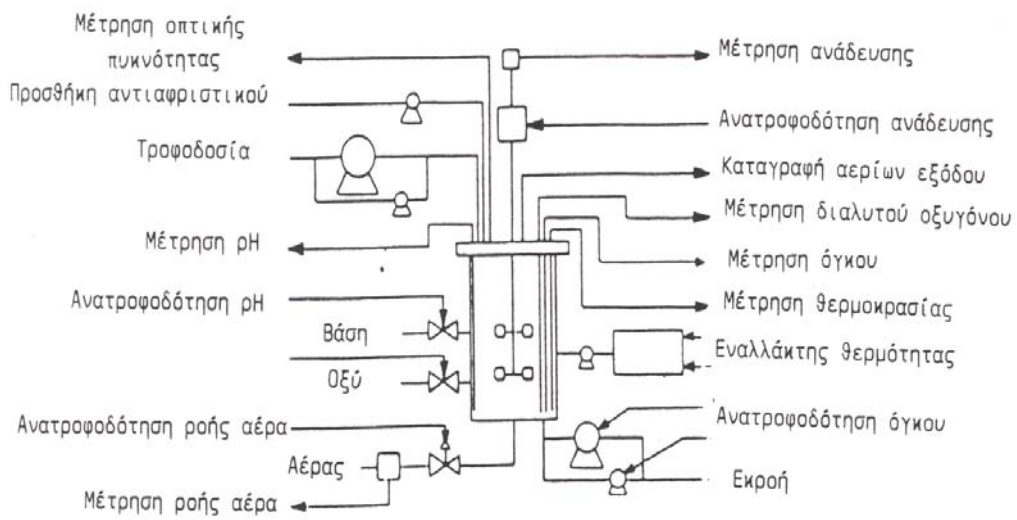 Μέτρηση οπτικής
πυκνότητας
Προσθήκη αντιαφριστικού
Τροφοδοσία
Μέτρηση pH
Ανατροφοδότηση pH
Βάση
Οξύ
Ανατροφοδότηση ροής αέρα
Αέρας
Μέτρηση ροής αέρα
Μέτρηση ανάδευσης
Ανατροφοδότηση ανάδευσης
Καταγραφή αερίων εξόδου
Μέτρηση διαλυτού οξυγόνου
Μέτρηση όγκου
Μέτρηση θερμοκρασίας
Εναλλάκτης θερμότητας
Ανατροφοδότηση όγκου
Εκροή